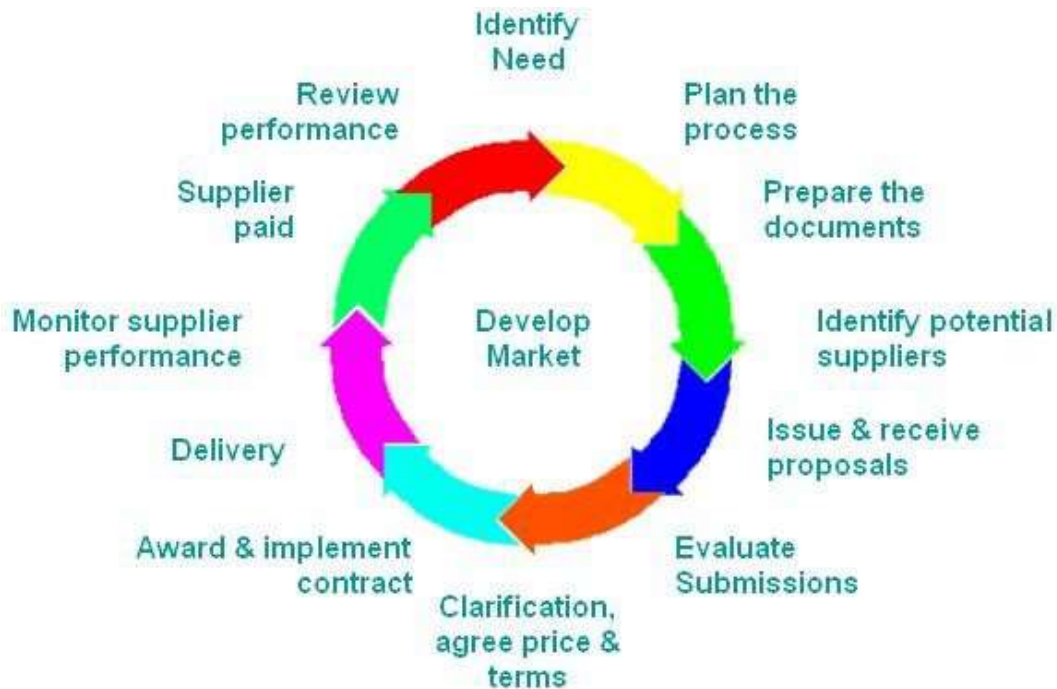 Identify
Need
Plan the
process
Prepare the
documents
Identify potential
suppliers
Issue & receive
proposals
Evaluate
Submissions
Clarification,
agree price &
terms
Award & implement
contract
Delivery
Monitor supplier
performance
Supplier
paid
Review
performance
Develop
Market